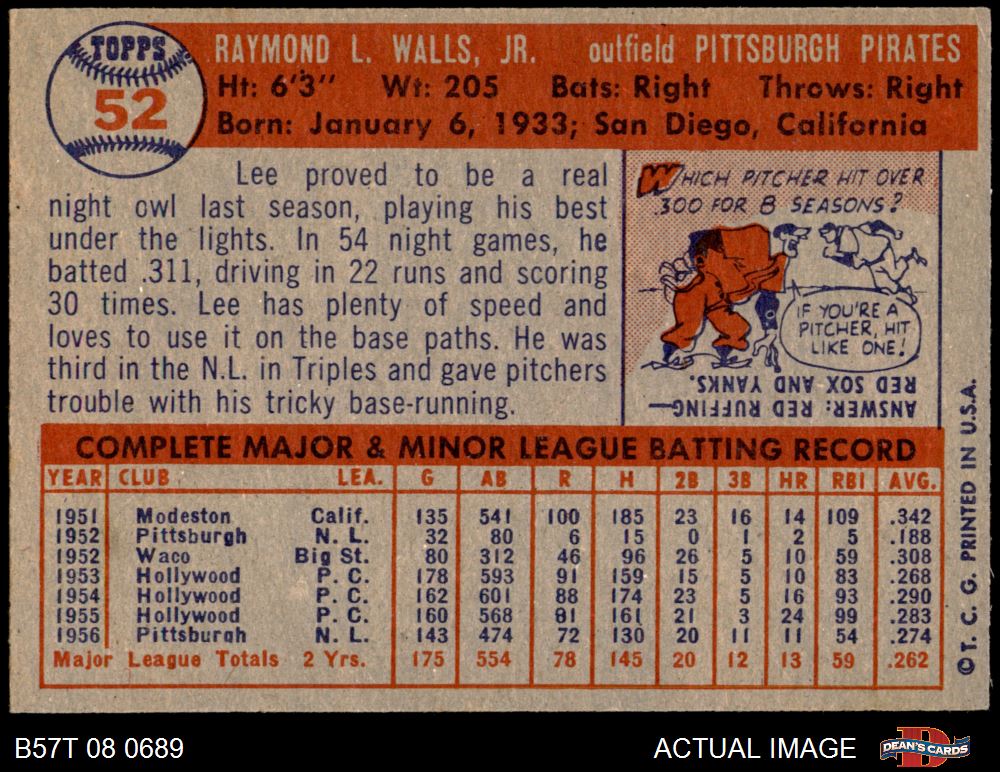 TOPPS
52
RAYMOND L. WALLS, JR. outfield PITTSBURGH PIRATES
Ht: 6'3" Wt: 205 Bats: Right Throws: Right
Born: January 6, 1933; San Diego, California
Lee proved to be a real
night owl last season, playing his best
under the lights. In 54 night games, he
batted .311, driving in 22 runs and scoring
30 times. Lee has plenty of speed and
loves to use it on the base paths. He was
third in the N.L. in Triples and gave pitchers
trouble with his tricky base-running.
WHICH PITCHER HIT OVER
.300 FOR 8 SEASONS?
IF YOU'RE A
PITCHER, HIT
LIKE ONE!
ANSWER: RED RUFFING—
RED SOX AND YANKS.
COMPLETE MAJOR & MINOR LEAGUE BATTING RECORD
YEAR CLUB LEA. G AB R H 2B 3B HR RBI AVG.
1951 Modeston Calif. 135 541 100 185 23 16 14 109 .342
1952 Pittsburgh N. L. 32 80 6 15 0 1 2 5 .188
1952 Waco Big St. 80 312 46 96 26 5 10 59 .308
1953 Hollywood P. C. 178 593 91 159 15 5 10 83 .268
1954 Hollywood P. C. 162 601 88 174 23 5 16 93 .290
1955 Hollywood P. C. 160 568 81 161 21 3 24 99 .283
1956 Pittsburgh N. L. 143 474 72 130 20 11 11 54 .274
Major League Totals 2 Yrs. 175 554 78 145 20 12 13 59 .262
© T. C. G. PRINTED IN U.S.A.
B57T 08 0689 ACTUAL IMAGE DEAN'S CARDS